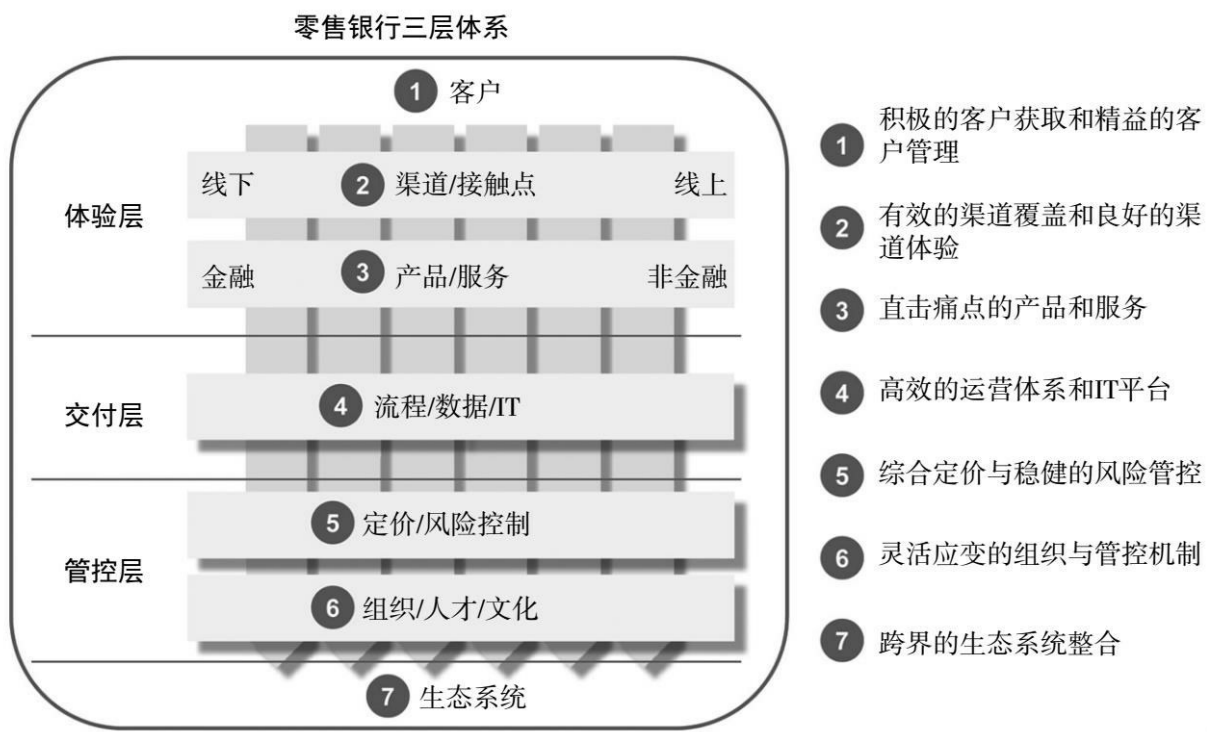 零售银行三层体系
1 客户
体验层
线下 2 渠道/接触点 线上
金融 3 产品/服务 非金融
交付层
4 流程/数据/IT
管控层
5 定价/风险控制
6 组织/人才/文化
7 生态系统
1 积极的客户获取和精益的客
户管理
2 有效的渠道覆盖和良好的渠
道体验
3 直击痛点的产品和服务
4 高效的运营体系和IT平台
5 综合定价与稳健的风险管控
6 灵活应变的组织与管控机制
7 跨界的生态系统整合